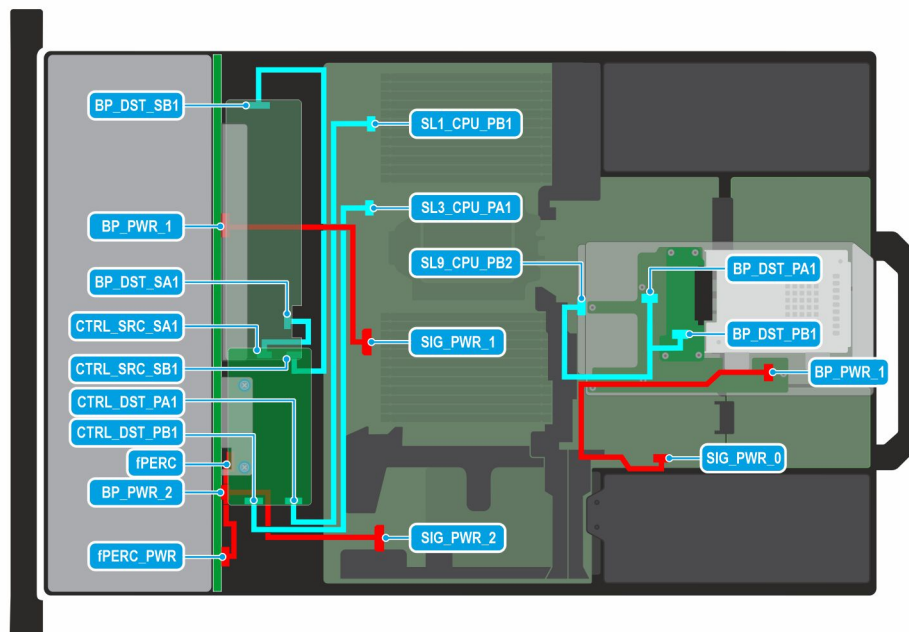 BP_DST_SB1
BP_PWR_1
BP_DST_SA1
CTRL_SRC_SA1
CTRL_SRC_SB1
CTRL_DST_PA1
CTRL_DST_PB1
fPERC
BP_PWR_2
fPERC_PWR
SL1_CPU_PB1
SL3_CPU_PA1
SL9_CPU_PB2
SIG_PWR_1
SIG_PWR_2
BP_DST_PA1
BP_DST_PB1
BP_PWR_1
SIG_PWR_0